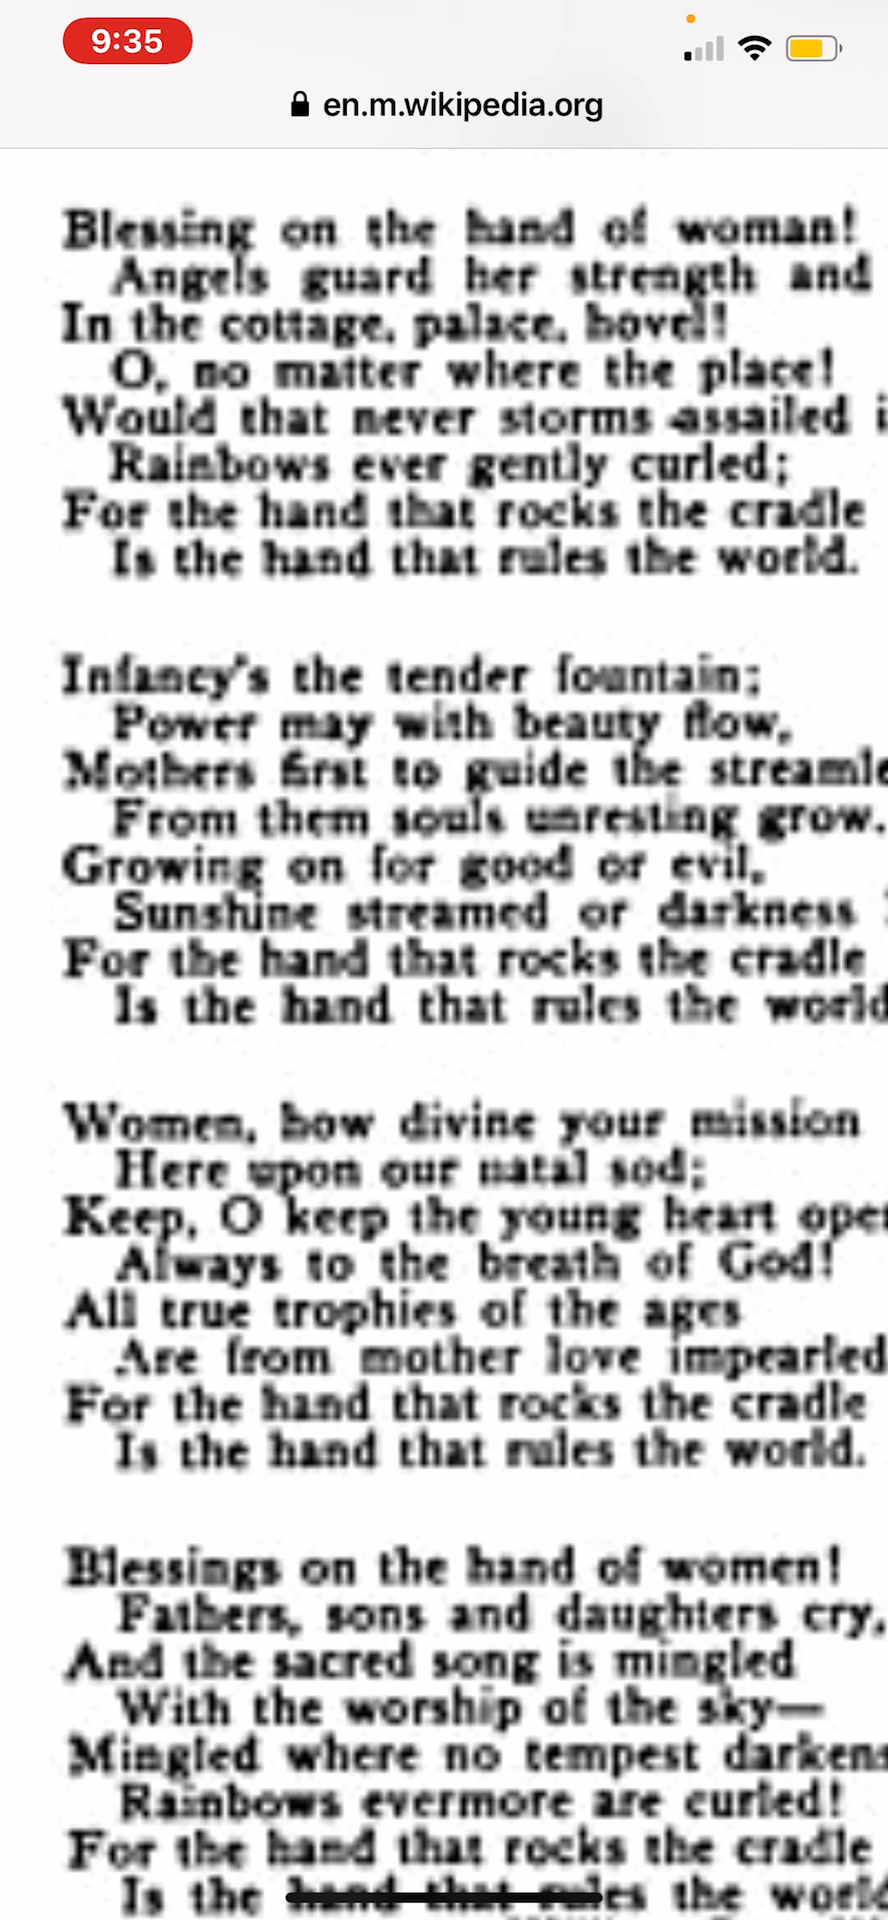 9:35
en.m.wikipedia.org
Blessing on the hand of woman!
Angels guard her strength and
In the cottage, palace, hovel!
O, no matter where the place!
Would that never storms assailed
Rainbows ever gently curled;
For the hand that rocks the cradle
Is the hand that rules the world.
Infancy's the tender fountain;
Power may with beauty flow,
Mothers first to guide the streamle
From them souls unresting grow.
Growing on for good or evil,
Sunshine streamed or darkness
For the hand that rocks the cradle
Is the hand that rules the world
Women, how divine your mission
Here upon our natal sod;
Keep, O keep the young heart open
Always to the breath of God!
All true trophies of the ages
Are from mother love impearled
For the hand that rocks the cradle
Is the hand that rules the world.
Blessings on the hand of women!
Fathers, sons and daughters cry,
And the sacred song is mingled
With the worship of the sky—
Mingled where no tempest darkens
Rainbows evermore are curled!
For the hand that rocks the cradle
Is the hand that rules the world